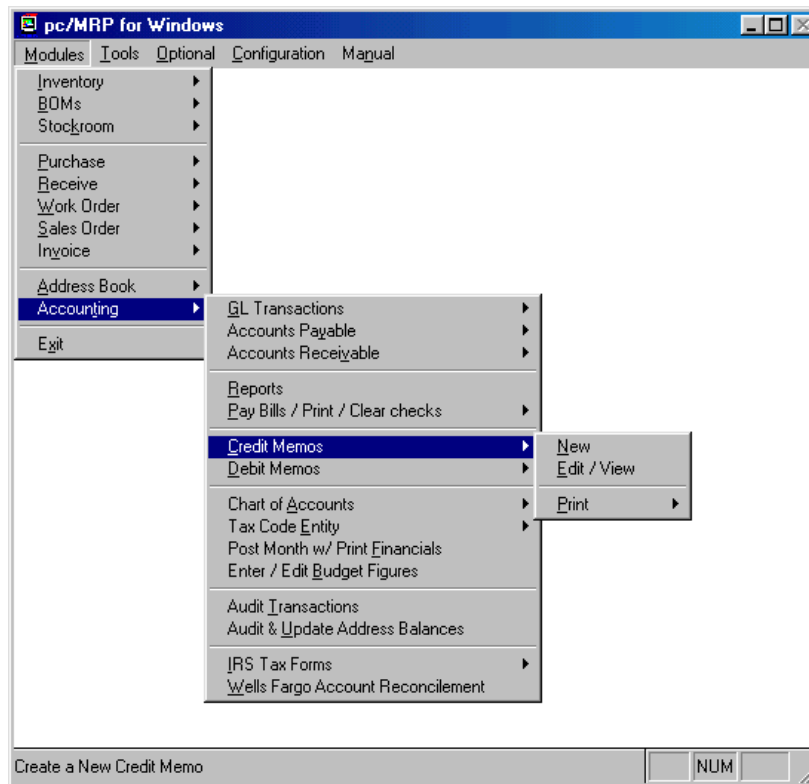 pc/MRP for Windows
Modules Tools Optional Configuration Manual
Inventory
BOMs
Stockroom
Purchase
Receive
Work Order
Sales Order
Invoice
Address Book
Accounting
Exit
GL Transactions
Accounts Payable
Accounts Receivable
Reports
Pay Bills / Print / Clear checks
Credit Memos
Debit Memos
Chart of Accounts
Tax Code Entity
Post Month w/ Print Financials
Enter / Edit Budget Figures
Audit Transactions
Audit & Update Address Balances
IRS Tax Forms
Wells Fargo Account Reconcilement
New
Edit / View
Print
Create a New Credit Memo
NUM